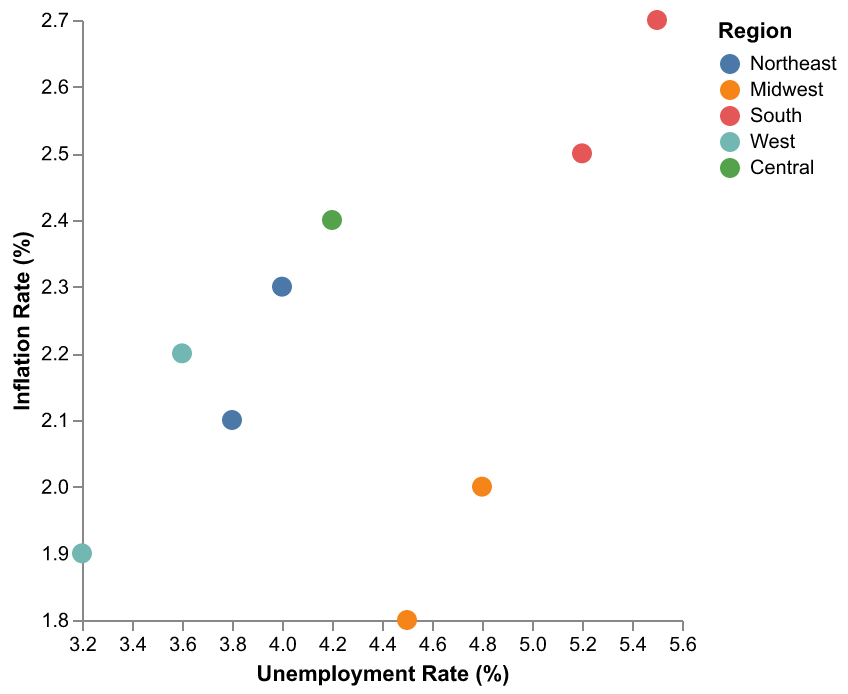 2.7
2.6
2.5
2.4
2.3
2.2
2.1
2.0
1.9
1.8
Inflation Rate (%)
3.2 3.4 3.6 3.8 4.0 4.2 4.4 4.6 4.8 5.0 5.2 5.4 5.6
Unemployment Rate (%)
Region
Northeast
Midwest
South
West
Central